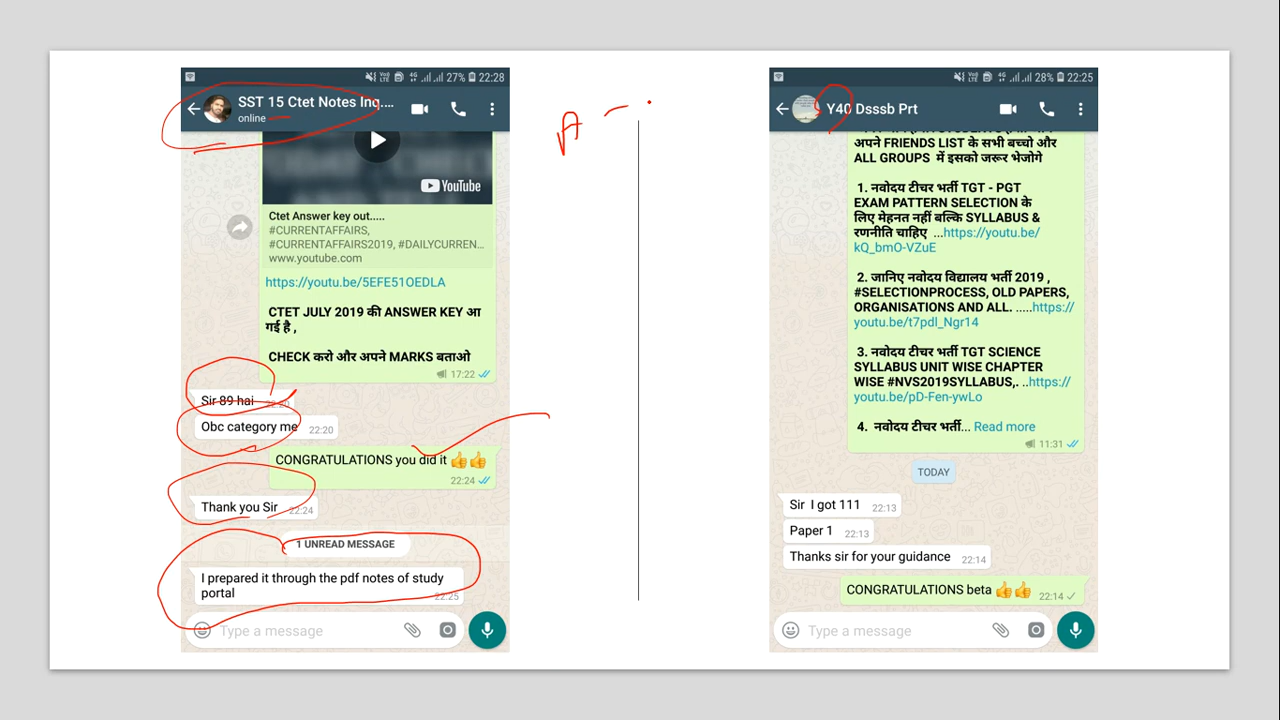 27% 22:28
SST 15 Ctet Notes Inq....
online
YouTube
Ctet Answer key out.....
#CURRENTAFFAIRS,
#CURRENTAFFAIRS2019, #DAILYCURREN...
www.youtube.com
https://youtu.be/5EFE51OEDLA
CTET JULY 2019 की ANSWER KEY आ
गई है ,
CHECK करो और अपने MARKS बताओ
17:22
Sir 89 hai 22:20
Obc category me 22:20
CONGRATULATIONS you did it 👍👍
22:24
Thank you Sir 22:24
1 UNREAD MESSAGE
I prepared it through the pdf notes of study
portal 22:25
Type a message
A
28% 22:25
Y40 Dsssb Prt
अपने FRIENDS LIST के सभी बच्चो और
ALL GROUPS में इसको जरूर भेजोगे
1. नवोदय टीचर भर्ती TGT - PGT
EXAM PATTERN SELECTION के
लिए मेहनत नहीं बल्कि SYLLABUS &
रणनीति चाहिए ...https://youtu.be/
kQ_bmO-VZuE
2. जानिए नवोदय विद्यालय भर्ती 2019 ,
#SELECTIONPROCESS, OLD PAPERS,
ORGANISATIONS AND ALL. .....https://
youtu.be/t7pdl_Ngr14
3. नवोदय टीचर भर्ती TGT SCIENCE
SYLLABUS UNIT WISE CHAPTER
WISE #NVS2019SYLLABUS,. ..https://
youtu.be/pD-Fen-ywLo
4. नवोदय टीचर भर्ती... Read more
11:31
TODAY
Sir I got 111 22:13
Paper 1 22:13
Thanks sir for your guidance 22:14
CONGRATULATIONS beta 👍👍 22:14
Type a message